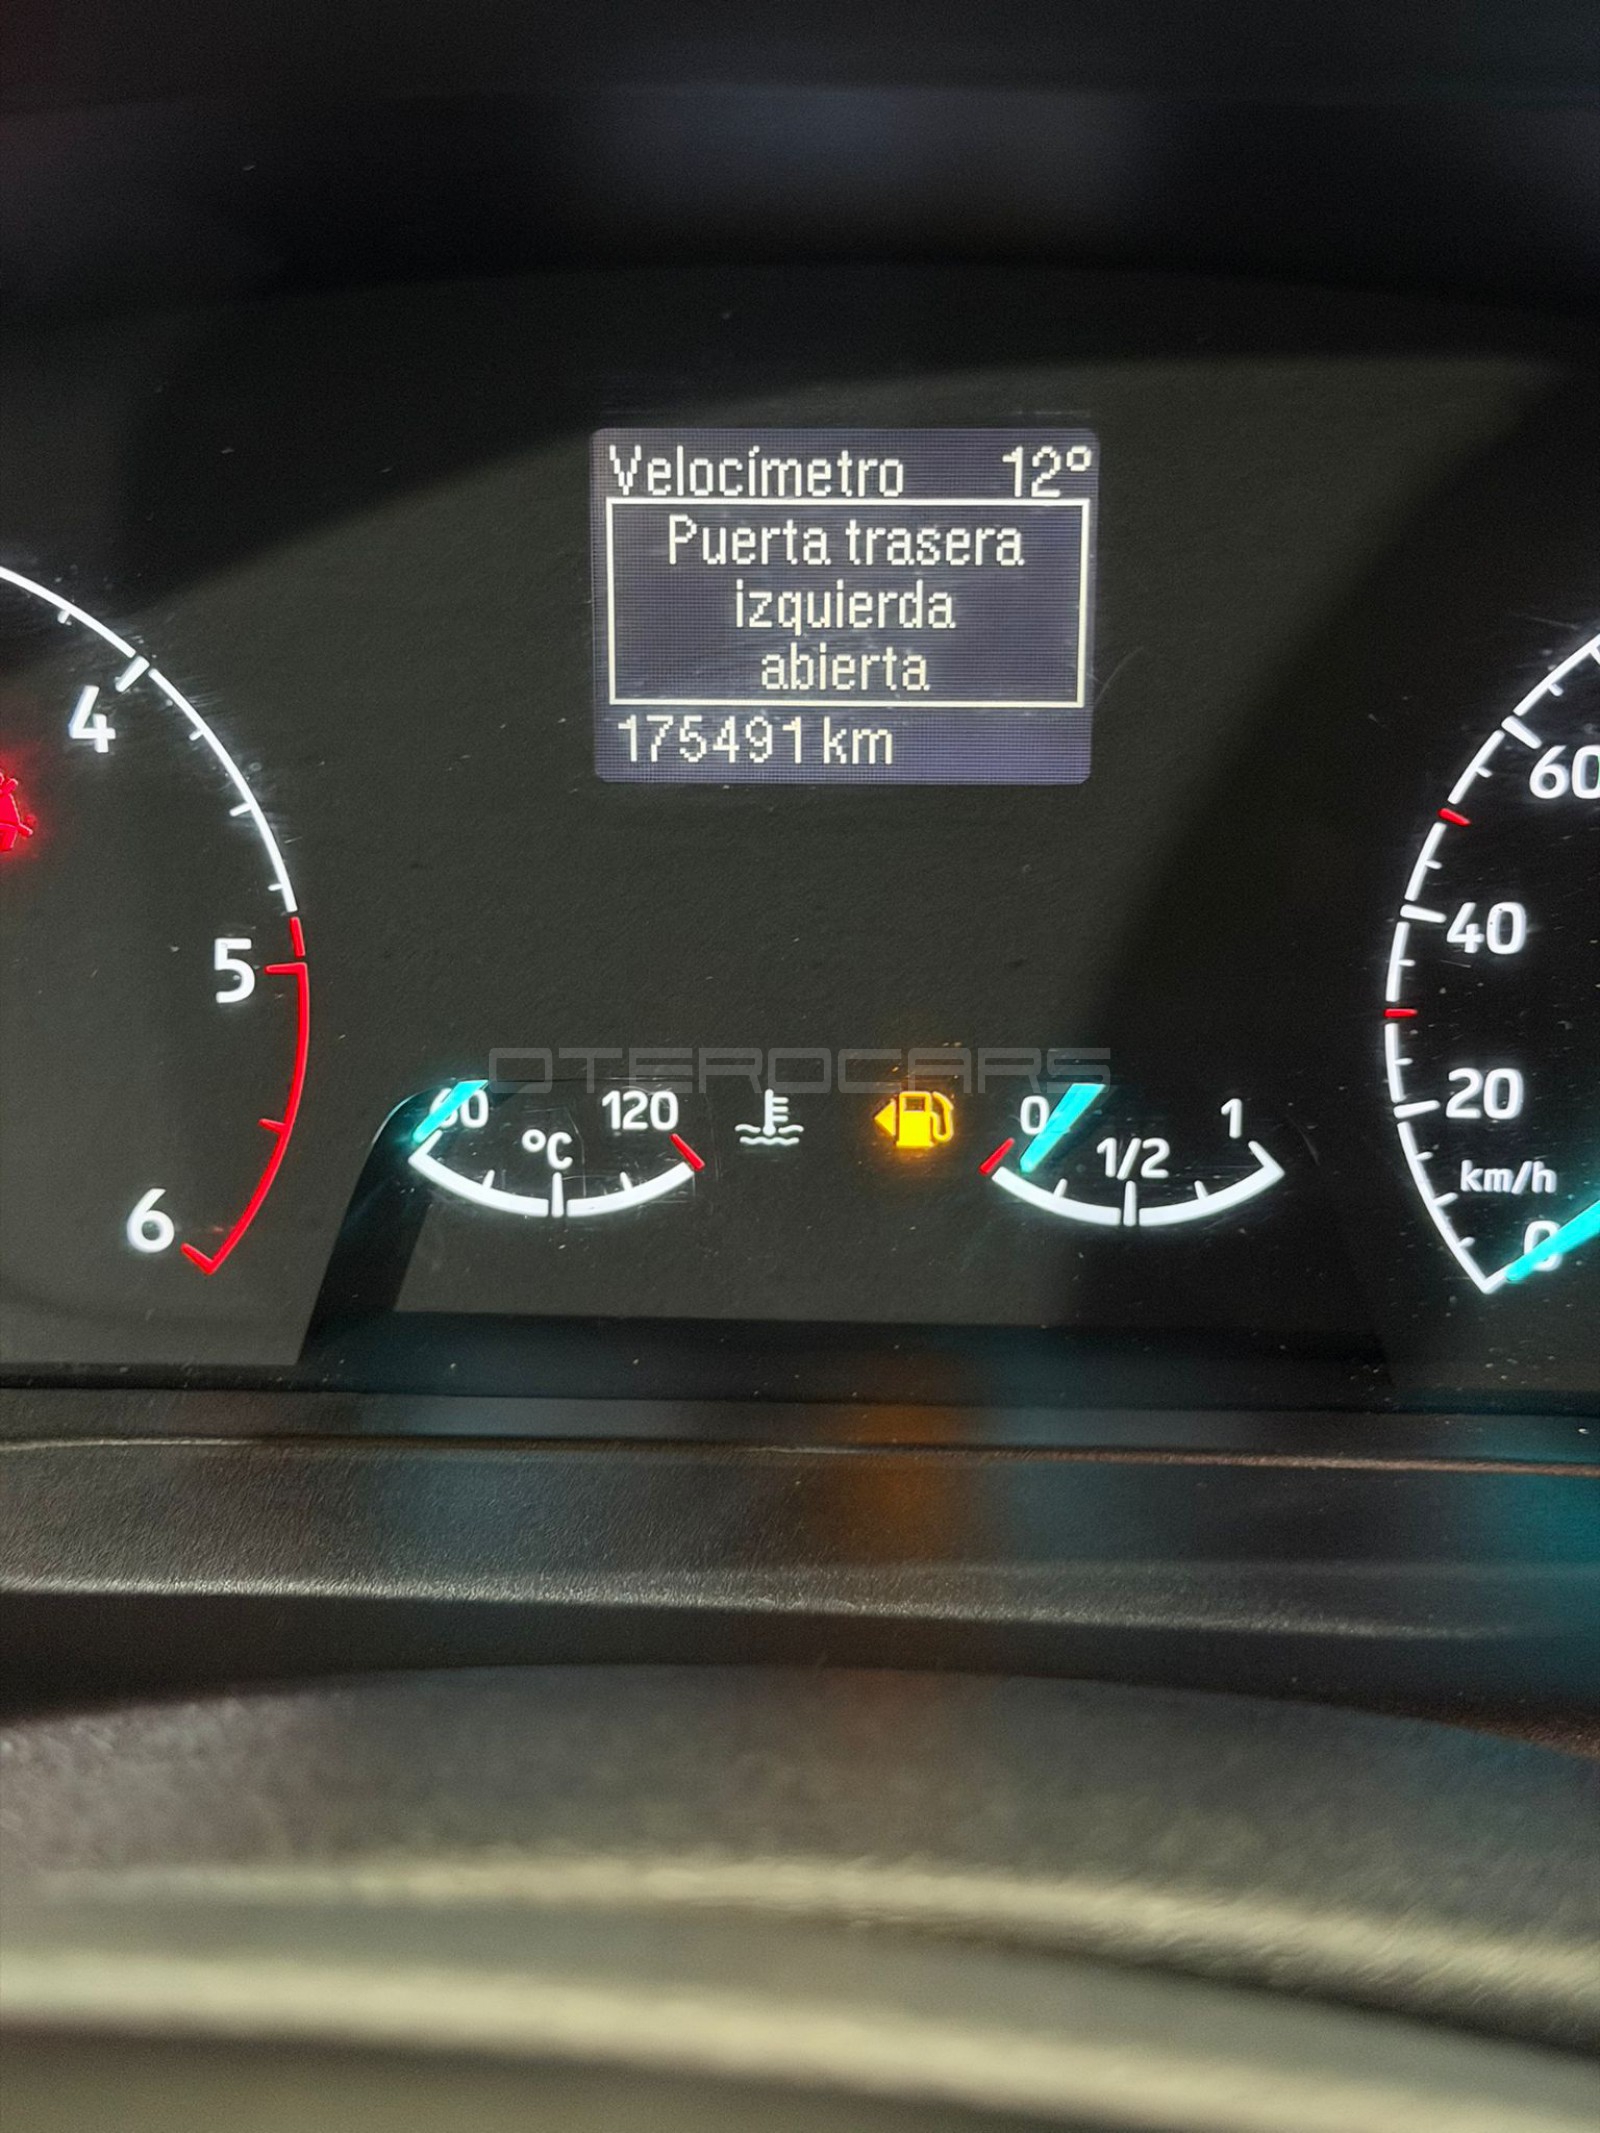 Velocímetro 12°
Puerta trasera
izquierda
abierta
175491 km
4
5
6
60
120
°C
0
1/2
1
60
40
20
km/h
0
OTEROCARS